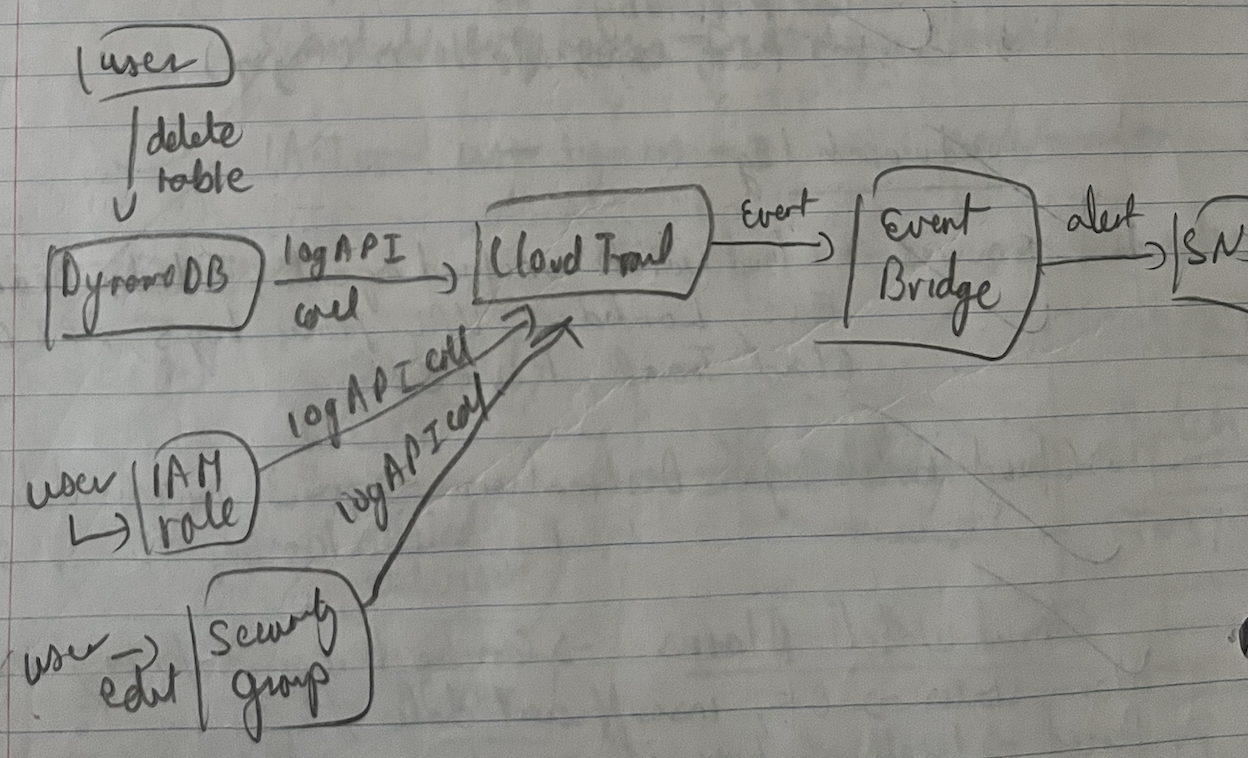 user
delete
table
DynamoDB
log API
call
Cloud Trail
Event
Event
Bridge
alert
SN
log API call
log API call
user
IAM
role
user
edit
Security
group